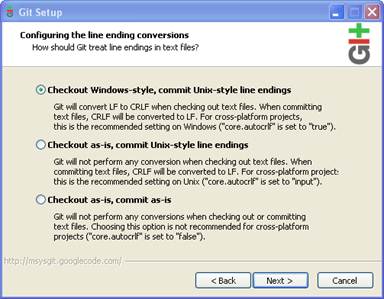 Git Setup
Configuring the line ending conversions
How should Git treat line endings in text files?
git
Checkout Windows-style, commit Unix-style line endings
Git will convert LF to CRLF when checking out text files. When committing
text files, CRLF will be converted to LF. For cross-platform projects,
this is the recommended setting on Windows ("core.autocrlf" is set to "true").
Checkout as-is, commit Unix-style line endings
Git will not perform any conversion when checking out text files. When
committing text files, CRLF will be converted to LF. For cross-platform project:
this is the recommended setting on Unix ("core.autocrlf" is set to "input").
Checkout as-is, commit as-is
Git will not perform any conversions when checking out or committing
text files. Choosing this option is not recommended for cross-platform
projects ("core.autocrlf" is set to "false").
http://msysgit.googlecode.com/
< Back
Next >
Cancel